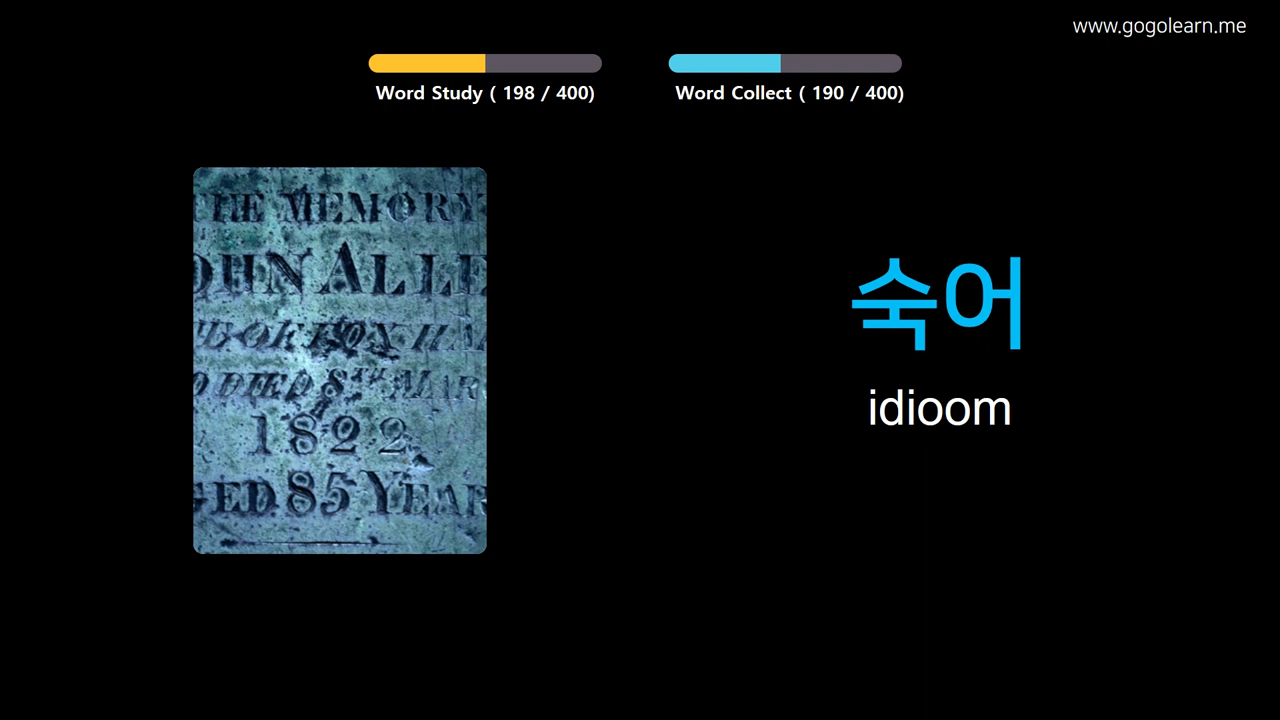 www.gogolearn.me
Word Study ( 198 / 400)
Word Collect ( 190 / 400)
THE MEMORY
OHN ALLE
DIED 8TH MAR
1822
GED 85 YEAR
숙어
idioom